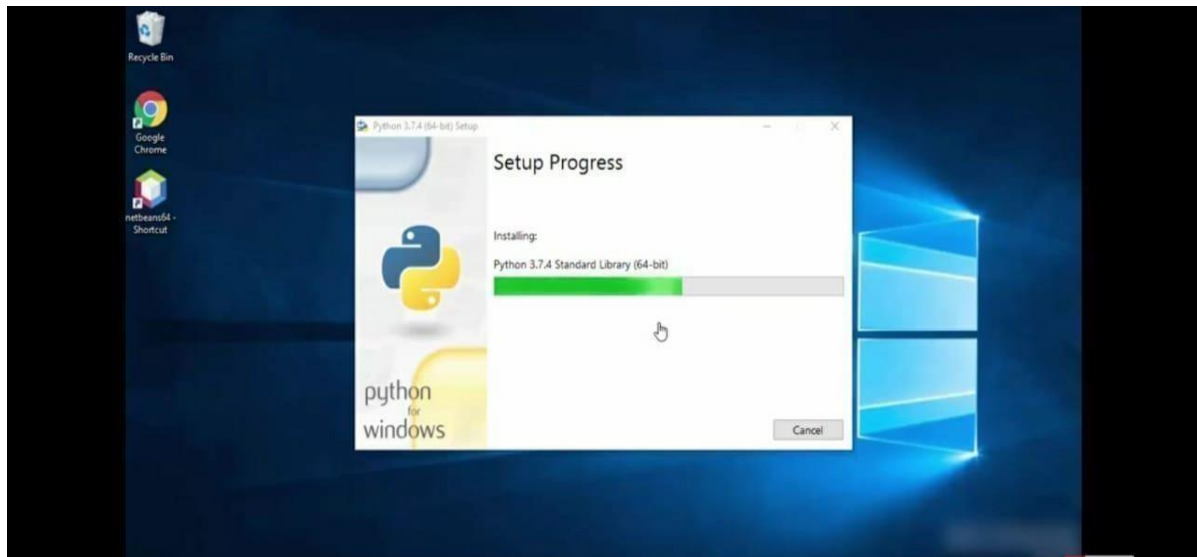 Recycle Bin
Google
Chrome
netbeans64 -
Shortcut
Python 3.7.4 (64-bit) Setup
Setup Progress
Installing:
Python 3.7.4 Standard Library (64-bit)
python
for
windows
Cancel